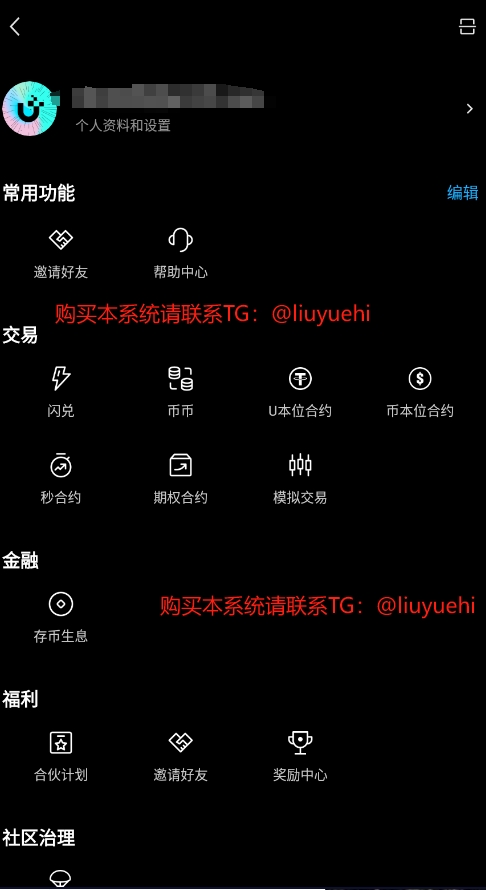 个人资料和设置
常用功能
编辑
邀请好友 帮助中心
购买本系统请联系TG：@liuyuehi
交易
闪兑 币币 U本位合约 币本位合约
秒合约 期权合约 模拟交易
金融
购买本系统请联系TG：@liuyuehi
存币生息
福利
合伙计划 邀请好友 奖励中心
社区治理